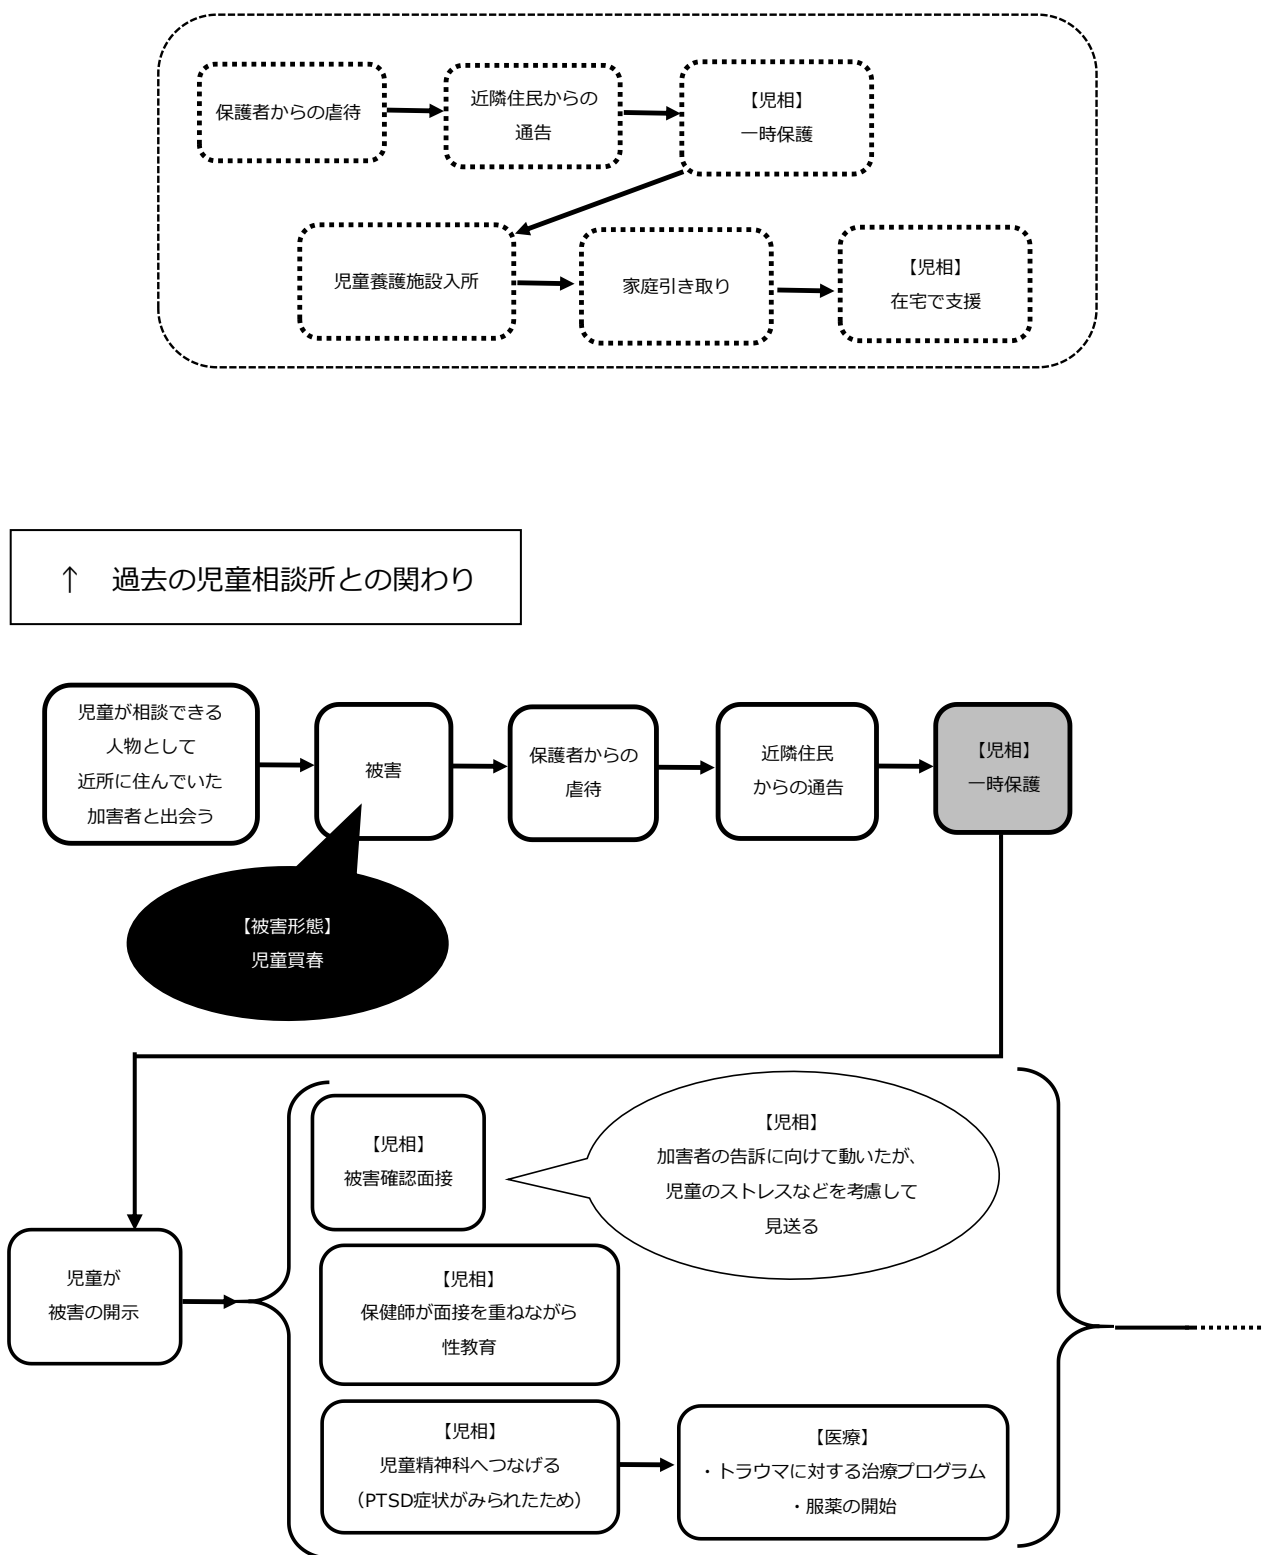 保護者からの虐待
近隣住民からの
通告
【児相】
一時保護
児童養護施設入所
家庭引き取り
【児相】
在宅で支援
↑　過去の児童相談所との関わり
児童が相談できる
人物として
近所に住んでいた
加害者と出会う
被害
保護者からの
虐待
近隣住民
からの通告
【児相】
一時保護
【被害形態】
児童買春
児童が
被害の開示
【児相】
被害確認面接
【児相】
加害者の告訴に向けて動いたが、
児童のストレスなどを考慮して
見送る
【児相】
保健師が面接を重ねながら
性教育
【児相】
児童精神科へつなげる
（PTSD症状がみられたため）
【医療】
・トラウマに対する治療プログラム
・服薬の開始